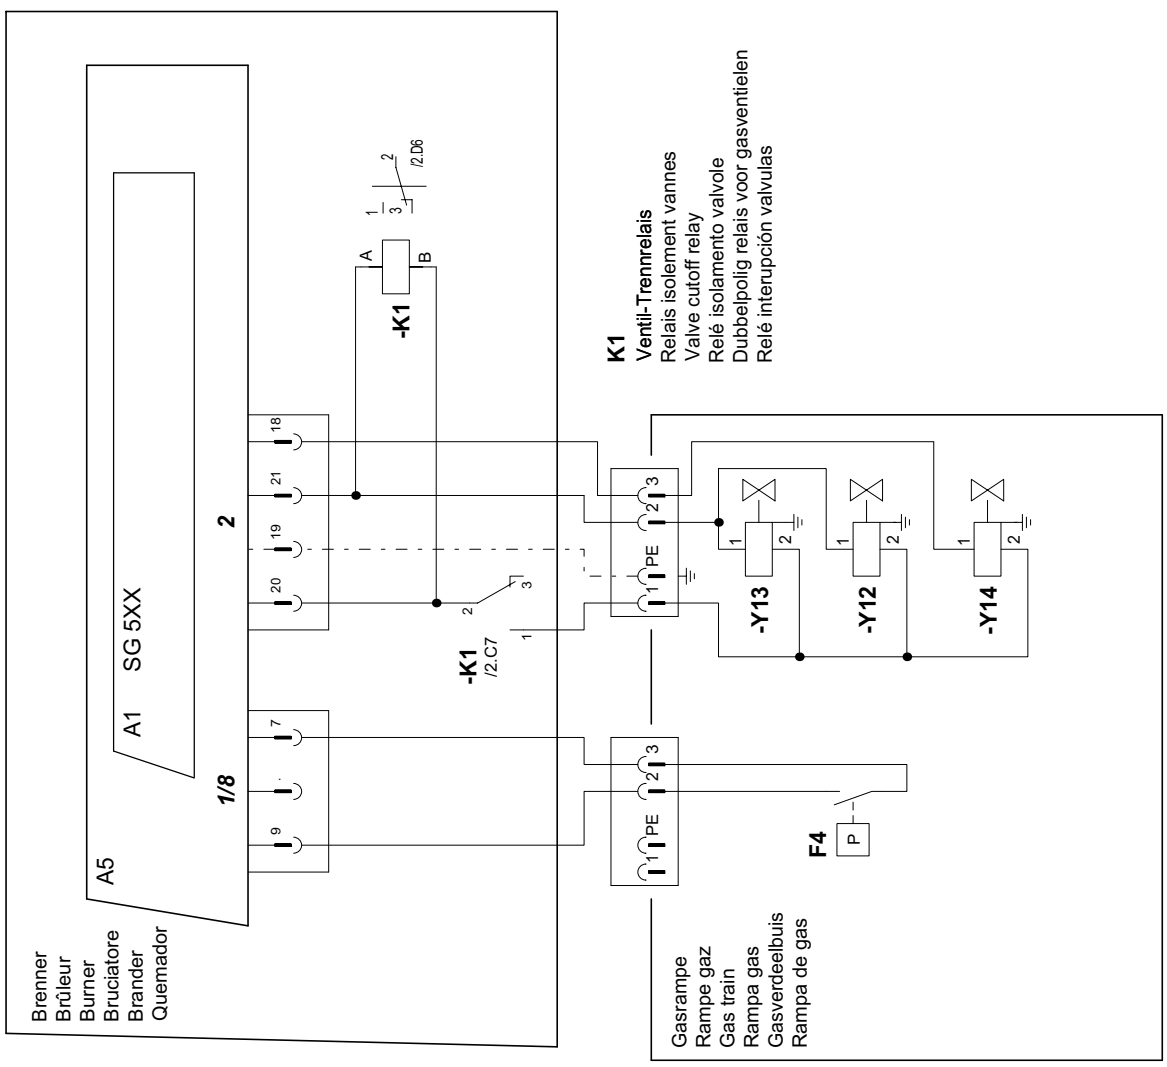 Brenner
Brûleur
Burner
Bruciatore
Brander
Quemador
A5
A1 SG 5XX
1/8
9
7
2
20
19
21
18
-K1
/2.C7
1
2
3
-K1
A
B
1
3
2
/2.D6
K1
Ventil-Trennrelais
Relais isolement vannes
Valve cutoff relay
Relé isolamento valvole
Dubbelpolig relais voor gasventielen
Relé interupción valvulas
1
PE
2
3
1
PE
2
3
Gasrampe
Rampe gaz
Gas train
Rampa gas
Gasverdeelbuis
Rampa de gas
F4
P
-Y13
1
2
-Y12
1
2
-Y14
1
2